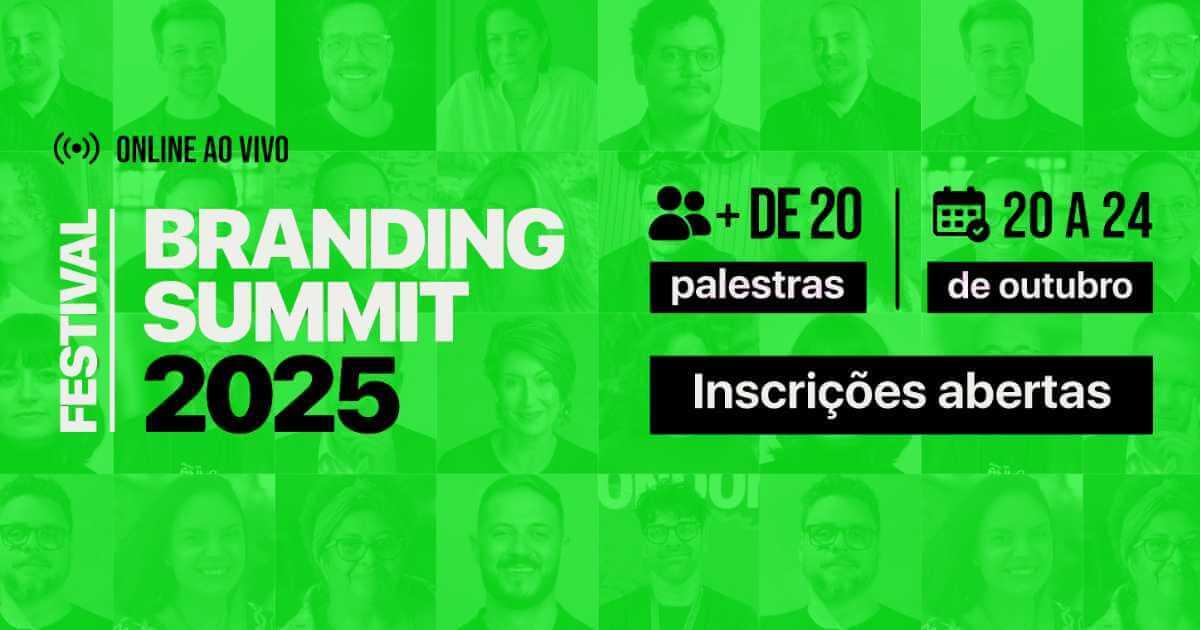 ONLINE AO VIVO
FESTIVAL
BRANDING
SUMMIT
2025
+ DE 20
palestras
20 A 24
de outubro
Inscrições abertas